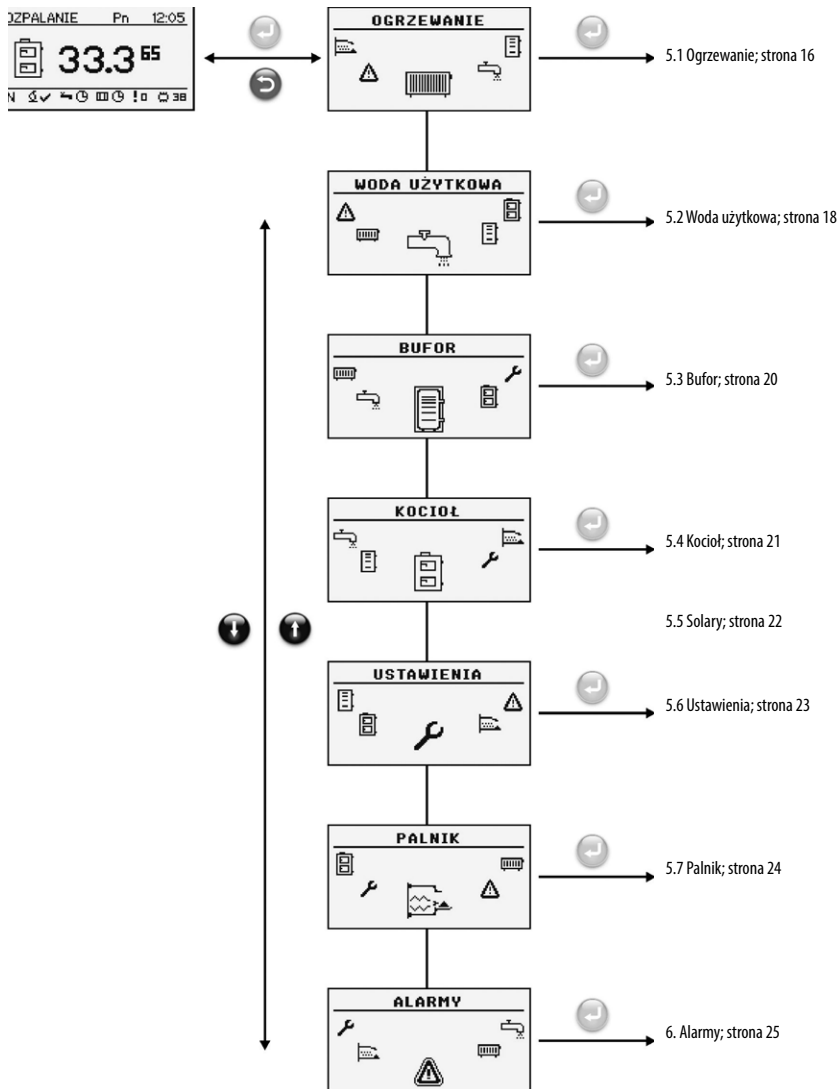 OZPALANIE Pn 12:05
33.3 65
38
OGRZEWANIE
5.1 Ogrzewanie; strona 16
WODA UŻYTKOWA
5.2 Woda użytkowa; strona 18
BUFOR
5.3 Bufor; strona 20
KOCIOŁ
5.4 Kocioł; strona 21
5.5 Solary; strona 22
USTAWIENIA
5.6 Ustawienia; strona 23
PALNIK
5.7 Palnik; strona 24
ALARMY
6. Alarmy; strona 25